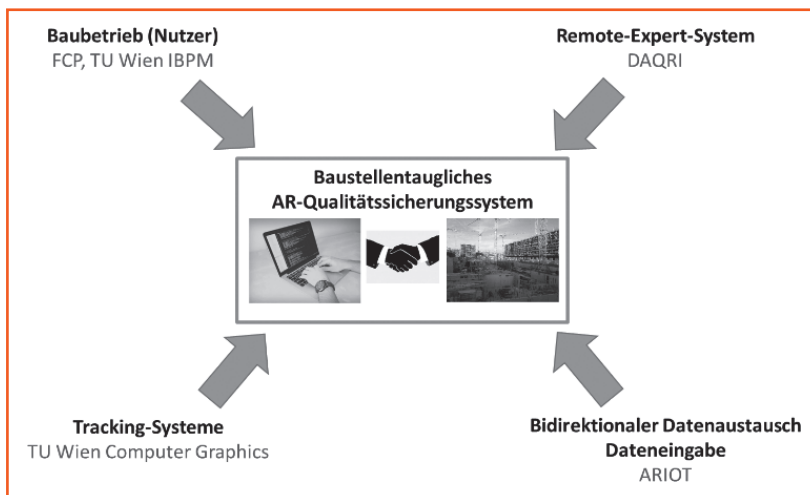 Baubetrieb (Nutzer)
FCP, TU Wien IBPM
Remote-Expert-System
DAQRI
Baustellentaugliches
AR-Qualitätssicherungssystem
Tracking-Systeme
TU Wien Computer Graphics
Bidirektionaler Datenaustausch
Dateneingabe
ARIOT